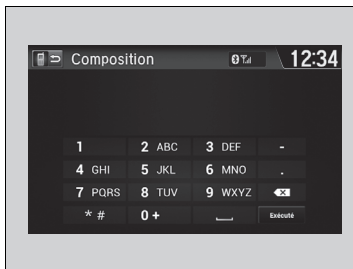 Composition 12:34
1 2 ABC 3 DEF -
4 GHI 5 JKL 6 MNO .
7 PQRS 8 TUV 9 WXYZ
* # 0 + Exécuté